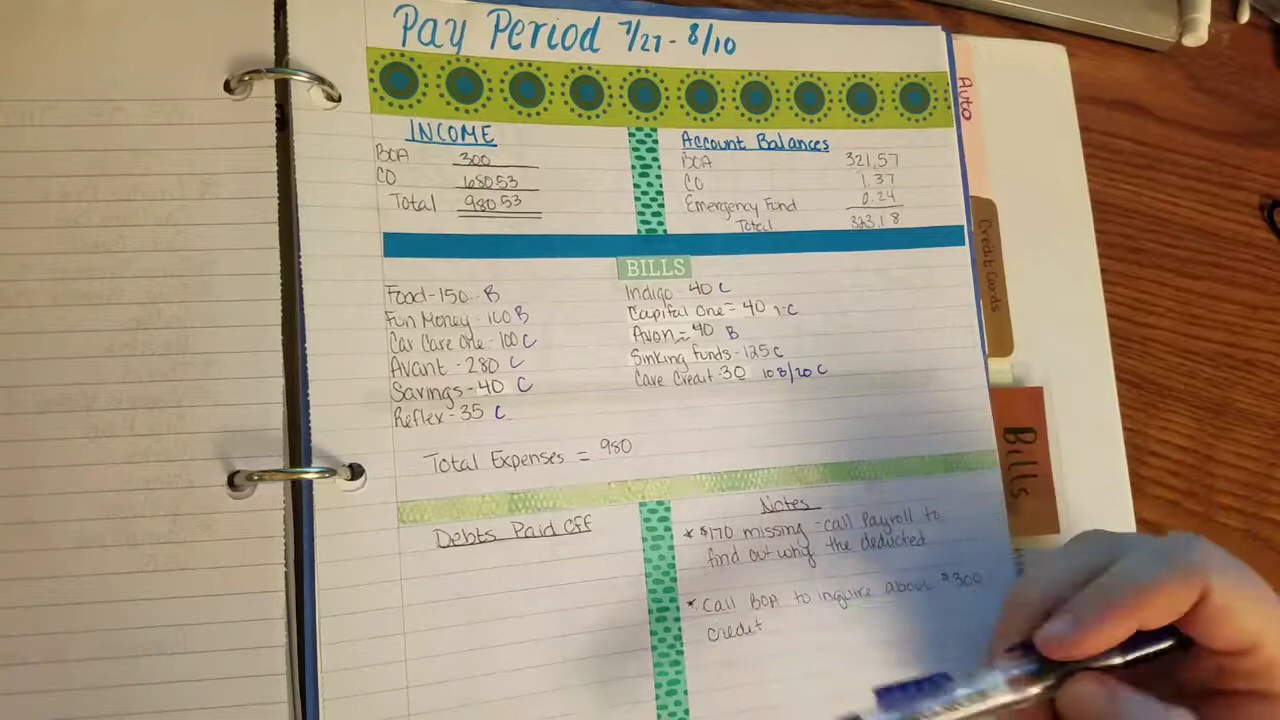 Pay Period 7/27 - 8/10
INCOME
BOA 300
CO 680.53
Total 980.53
Account Balances
BOA 321.57
CO 1.37
Emergency Fund 0.24
Total 323.18
BILLS
Food - 150 B
Fun Money - 100 B
Car Care One - 100 C
Avant - 280 C
Savings - 40 C
Reflex - 35 C
Indigo - 40 C
Capital One = 40 C
Avon = 40 B
Sinking funds - 125 C
Care Credit - 30 10B/20 C
Total Expenses = 980
Debts Paid Off
Notes
* $170 missing - call Payroll to
find out why the deducted
* Call BOA to inquire about $300
credit
Auto
Credit Cards
Bills